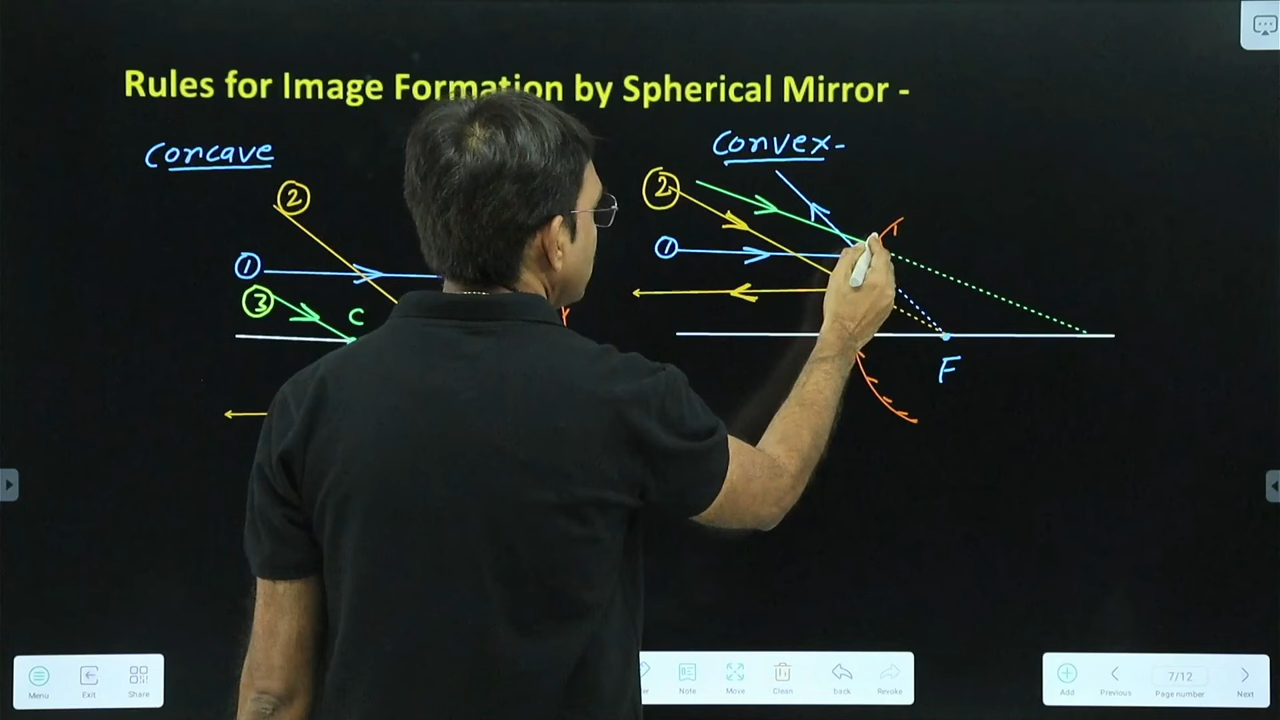 Rules for Image Formation by Spherical Mirror -
Concave
Convex-
2
1
3
C
2
1
F
Menu
Exit
Share
Note
Move
Clean
back
Revoke
Add
Previous
7/12
Page number
Next